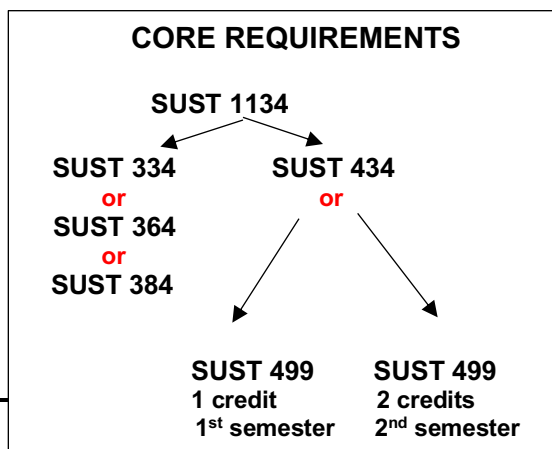 CORE REQUIREMENTS
SUST 1134
SUST 334
or
SUST 364
or
SUST 384
SUST 434
or
SUST 499
1 credit
1st semester
SUST 499
2 credits
2nd semester